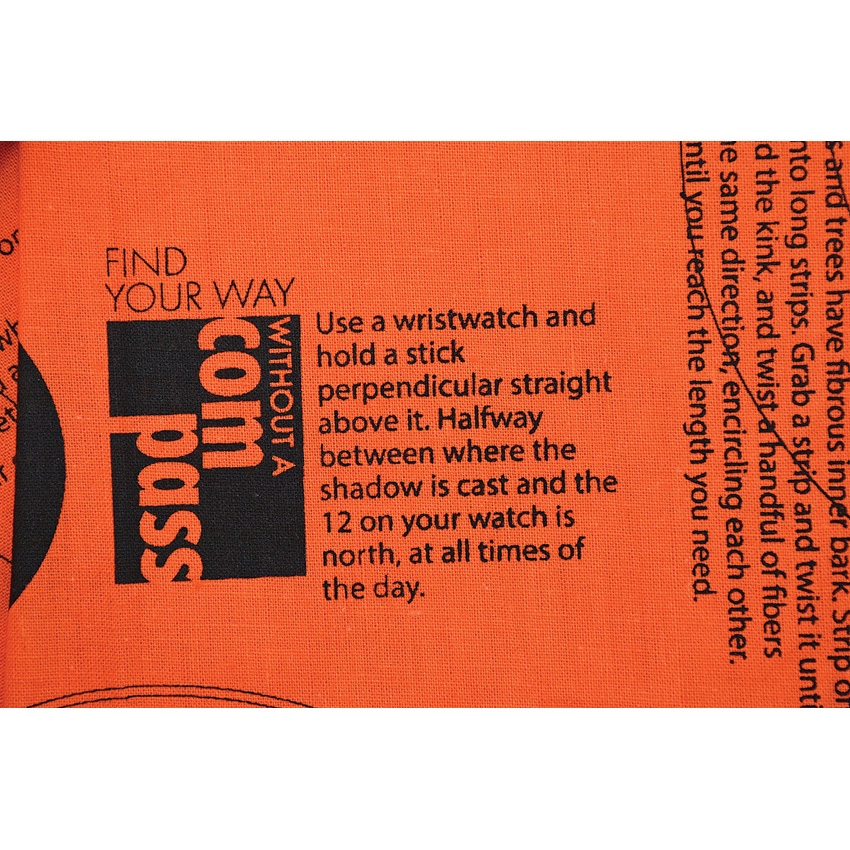 FIND
YOUR WAY
WITHOUT A
com
pass
Use a wristwatch and
hold a stick
perpendicular straight
above it. Halfway
between where the
shadow is cast and the
12 on your watch is
north, at all times of
the day.
and trees have fibrous inner bark. Strip
into long strips. Grab a strip and twist it until
the kink, and twist a handful of fibers
same direction, encircling each other.
until you reach the length you need.